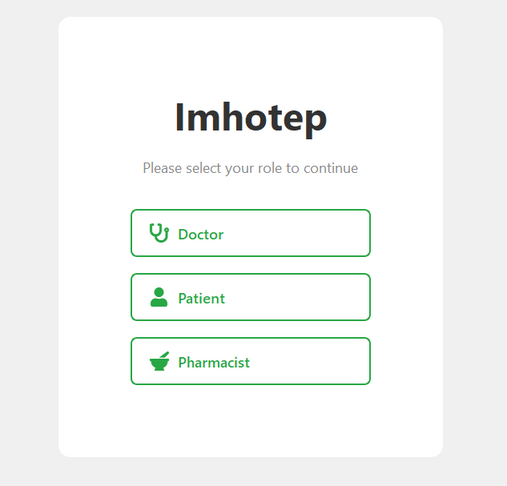 Imhotep
Please select your role to continue
Doctor
Patient
Pharmacist